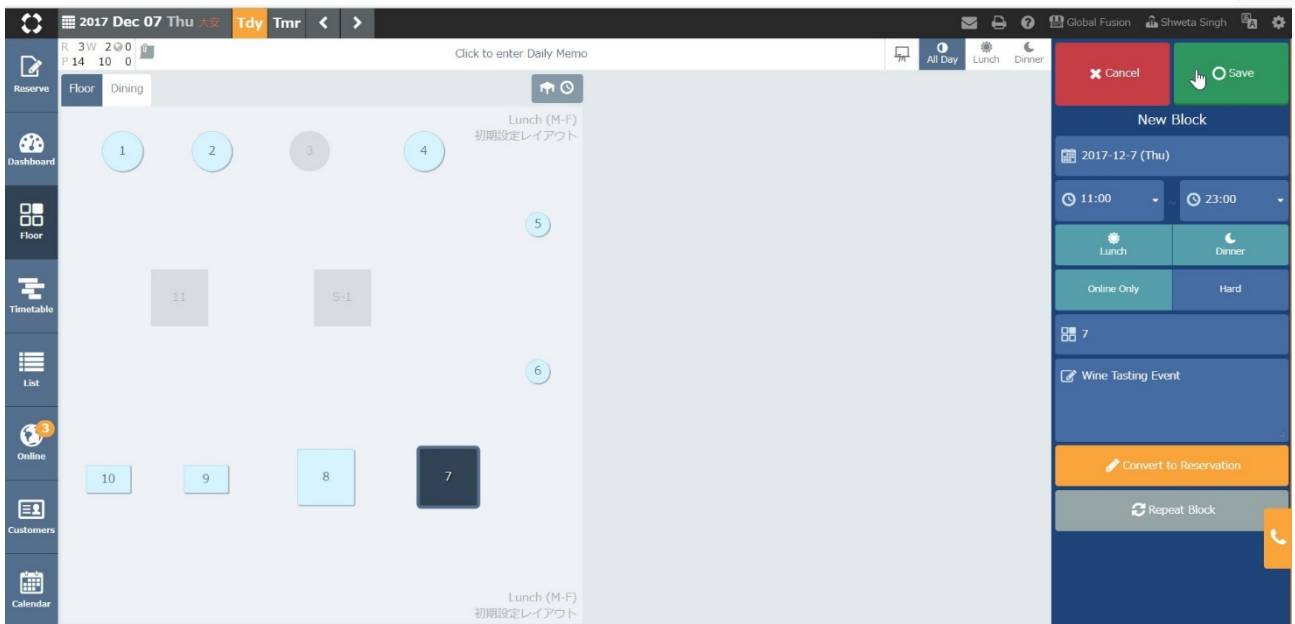 2017 Dec 07 Thu 大安 Tdy Tmr
Global Fusion Shweta Singh
R 3 W 2 0
P 14 10 0
Click to enter Daily Memo
All Day Lunch Dinner
Reserve
Dashboard
Floor
Timetable
List
3
Online
Customers
Calendar
Floor Dining
Lunch (M-F)
初期設定レイアウト
1 2 3 4
5
11 S-1
6
10 9 8 7
Lunch (M-F)
初期設定レイアウト
Cancel Save
New Block
2017-12-7 (Thu)
11:00 ~ 23:00
Lunch Dinner
Online Only Hard
7
Wine Tasting Event
Convert to Reservation
Repeat Block